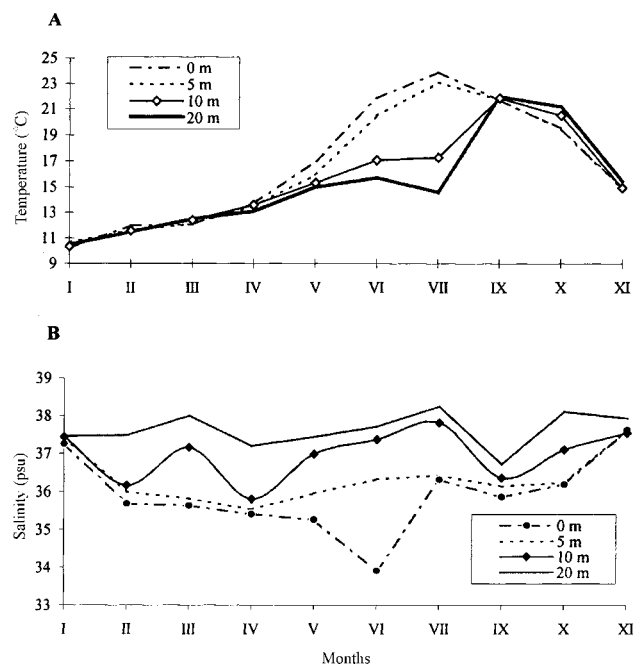 A
Temperature (°C)
25
23
21
19
17
15
13
11
9
0 m
5 m
10 m
20 m
I II III IV V VI VII IX X XI
B
Salinity (psu)
39
38
37
36
35
34
33
0 m
5 m
10 m
20 m
I II III IV V VI VII IX X XI
Months